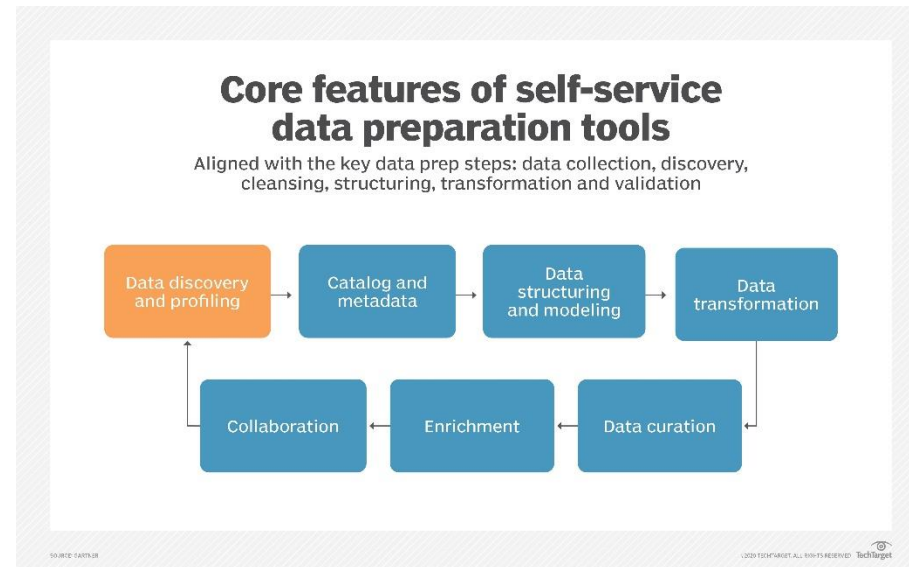 Core features of self-service
data preparation tools
Aligned with the key data prep steps: data collection, discovery,
cleansing, structuring, transformation and validation
Data discovery
and profiling
Catalog and
metadata
Data
structuring
and modeling
Data
transformation
Collaboration
Enrichment
Data curation
SOURCE: GARTNER
©2020 TECHTARGET. ALL RIGHTS RESERVED TechTarget